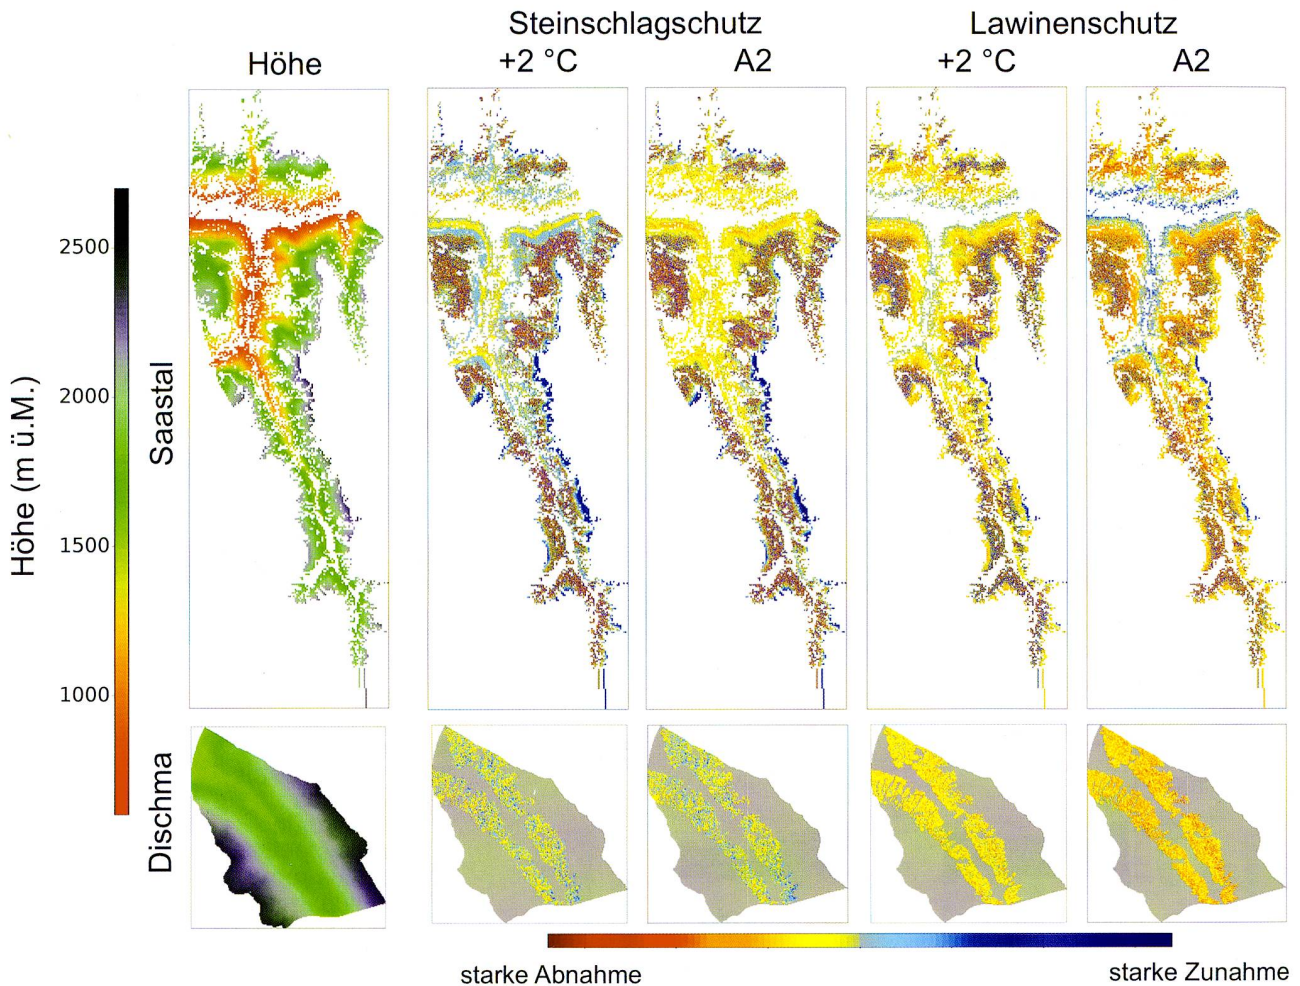 Steinschlagschutz Lawinenschutz
Höhe +2 °C A2 +2 °C A2
Höhe (m ü.M.)
2500
2000
1500
1000
Saastal
Dischma
starke Abnahme starke Zunahme